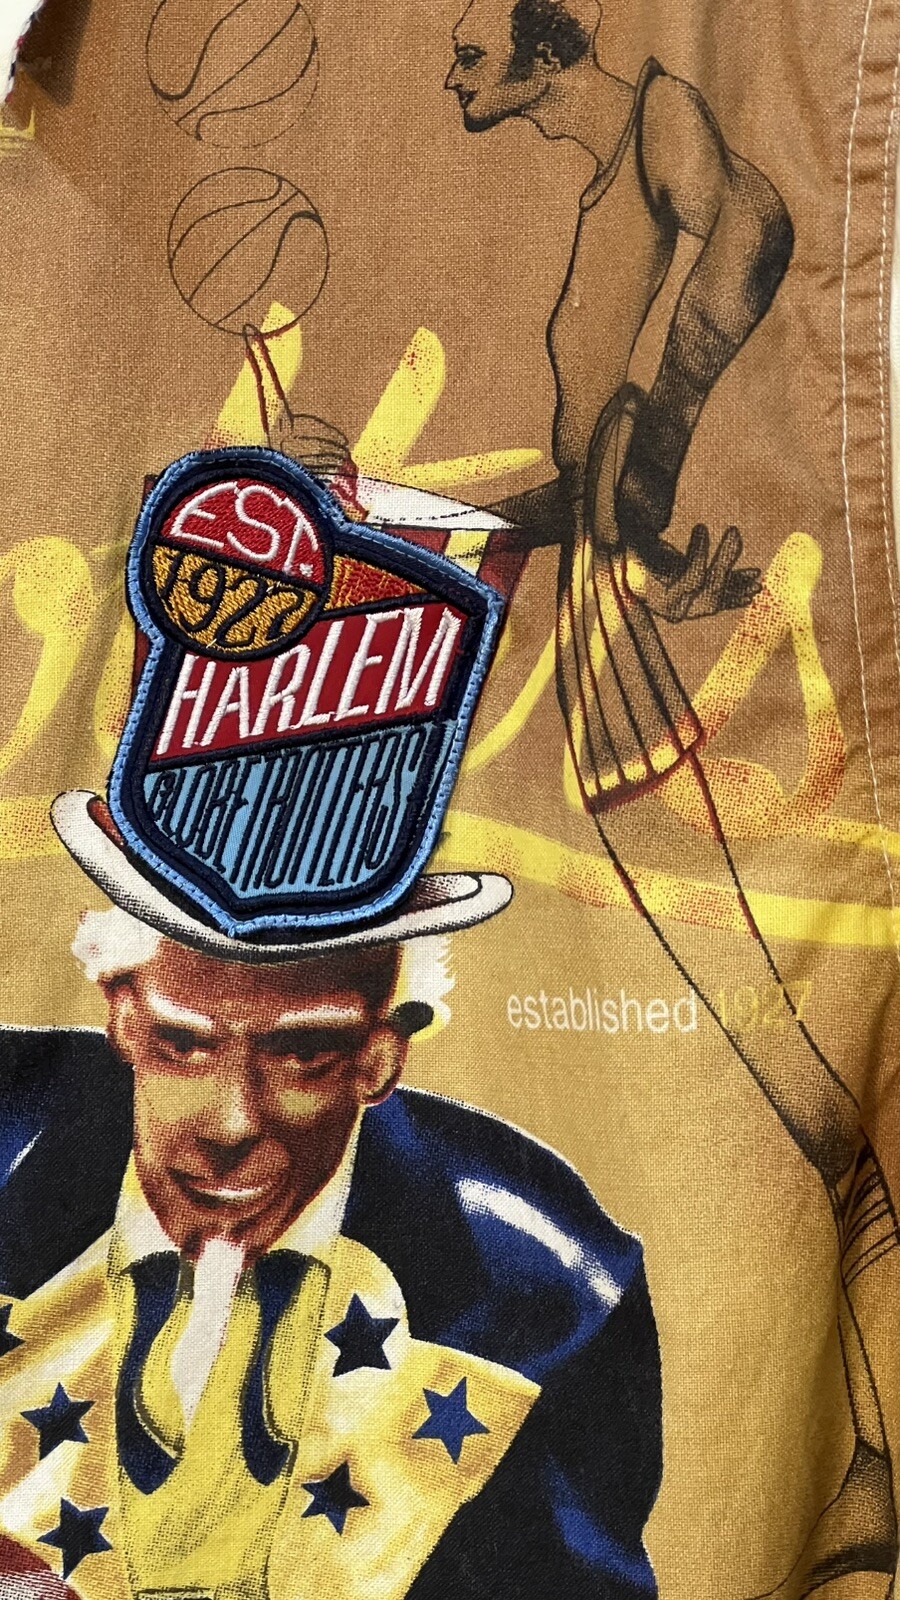 EST.
1927
HARLEM
GLOBETROTTERS
established 1927